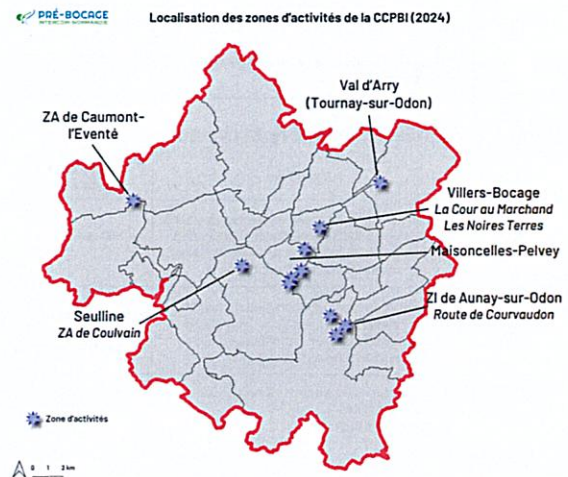 PRÉ-BOCAGE
INTERCOM NORMANDIE
Localisation des zones d'activités de la CCPBI (2024)
Val d'Arry
(Tournay-sur-Odon)
ZA de Caumont-
l'Eventé
Villers-Bocage
La Cour au Marchand
Les Noires Terres
Maisoncelles-Pelvey
Seulline
ZA de Coulvain
ZI de Aunay-sur-Odon
Route de Courvaudon
Zone d'activités
0 1 2 km